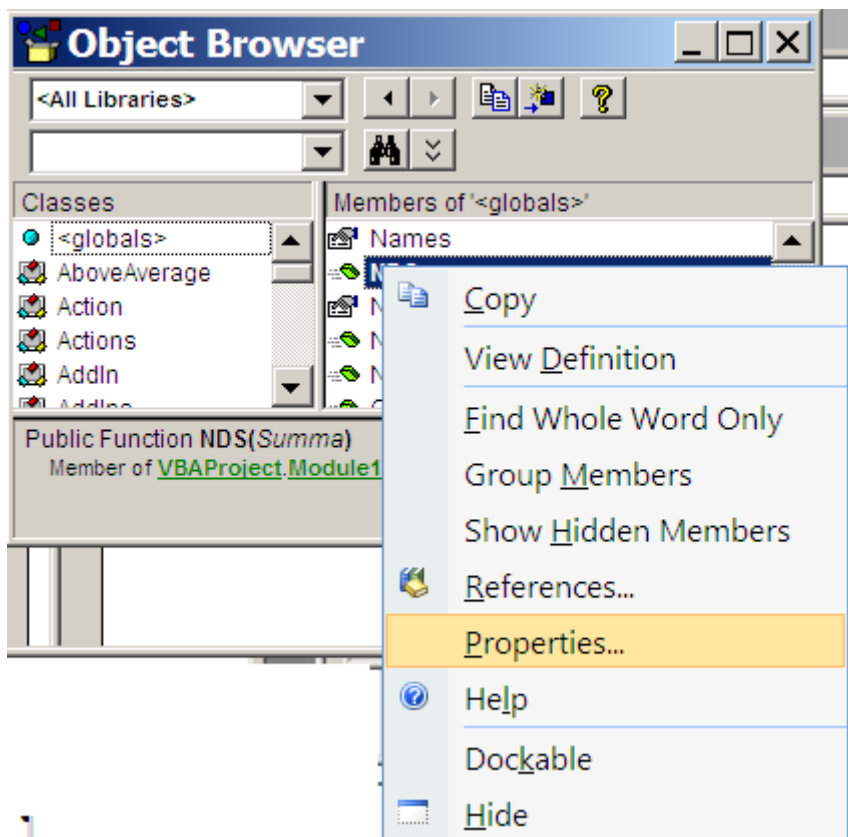 Object Browser
<All Libraries>
Classes
Members of '<globals>'
<globals>
Names
AboveAverage
Action
Actions
AddIn
Public Function NDS(Summa)
Member of VBAProject.Module1
Copy
View Definition
Find Whole Word Only
Group Members
Show Hidden Members
References...
Properties...
Help
Dockable
Hide